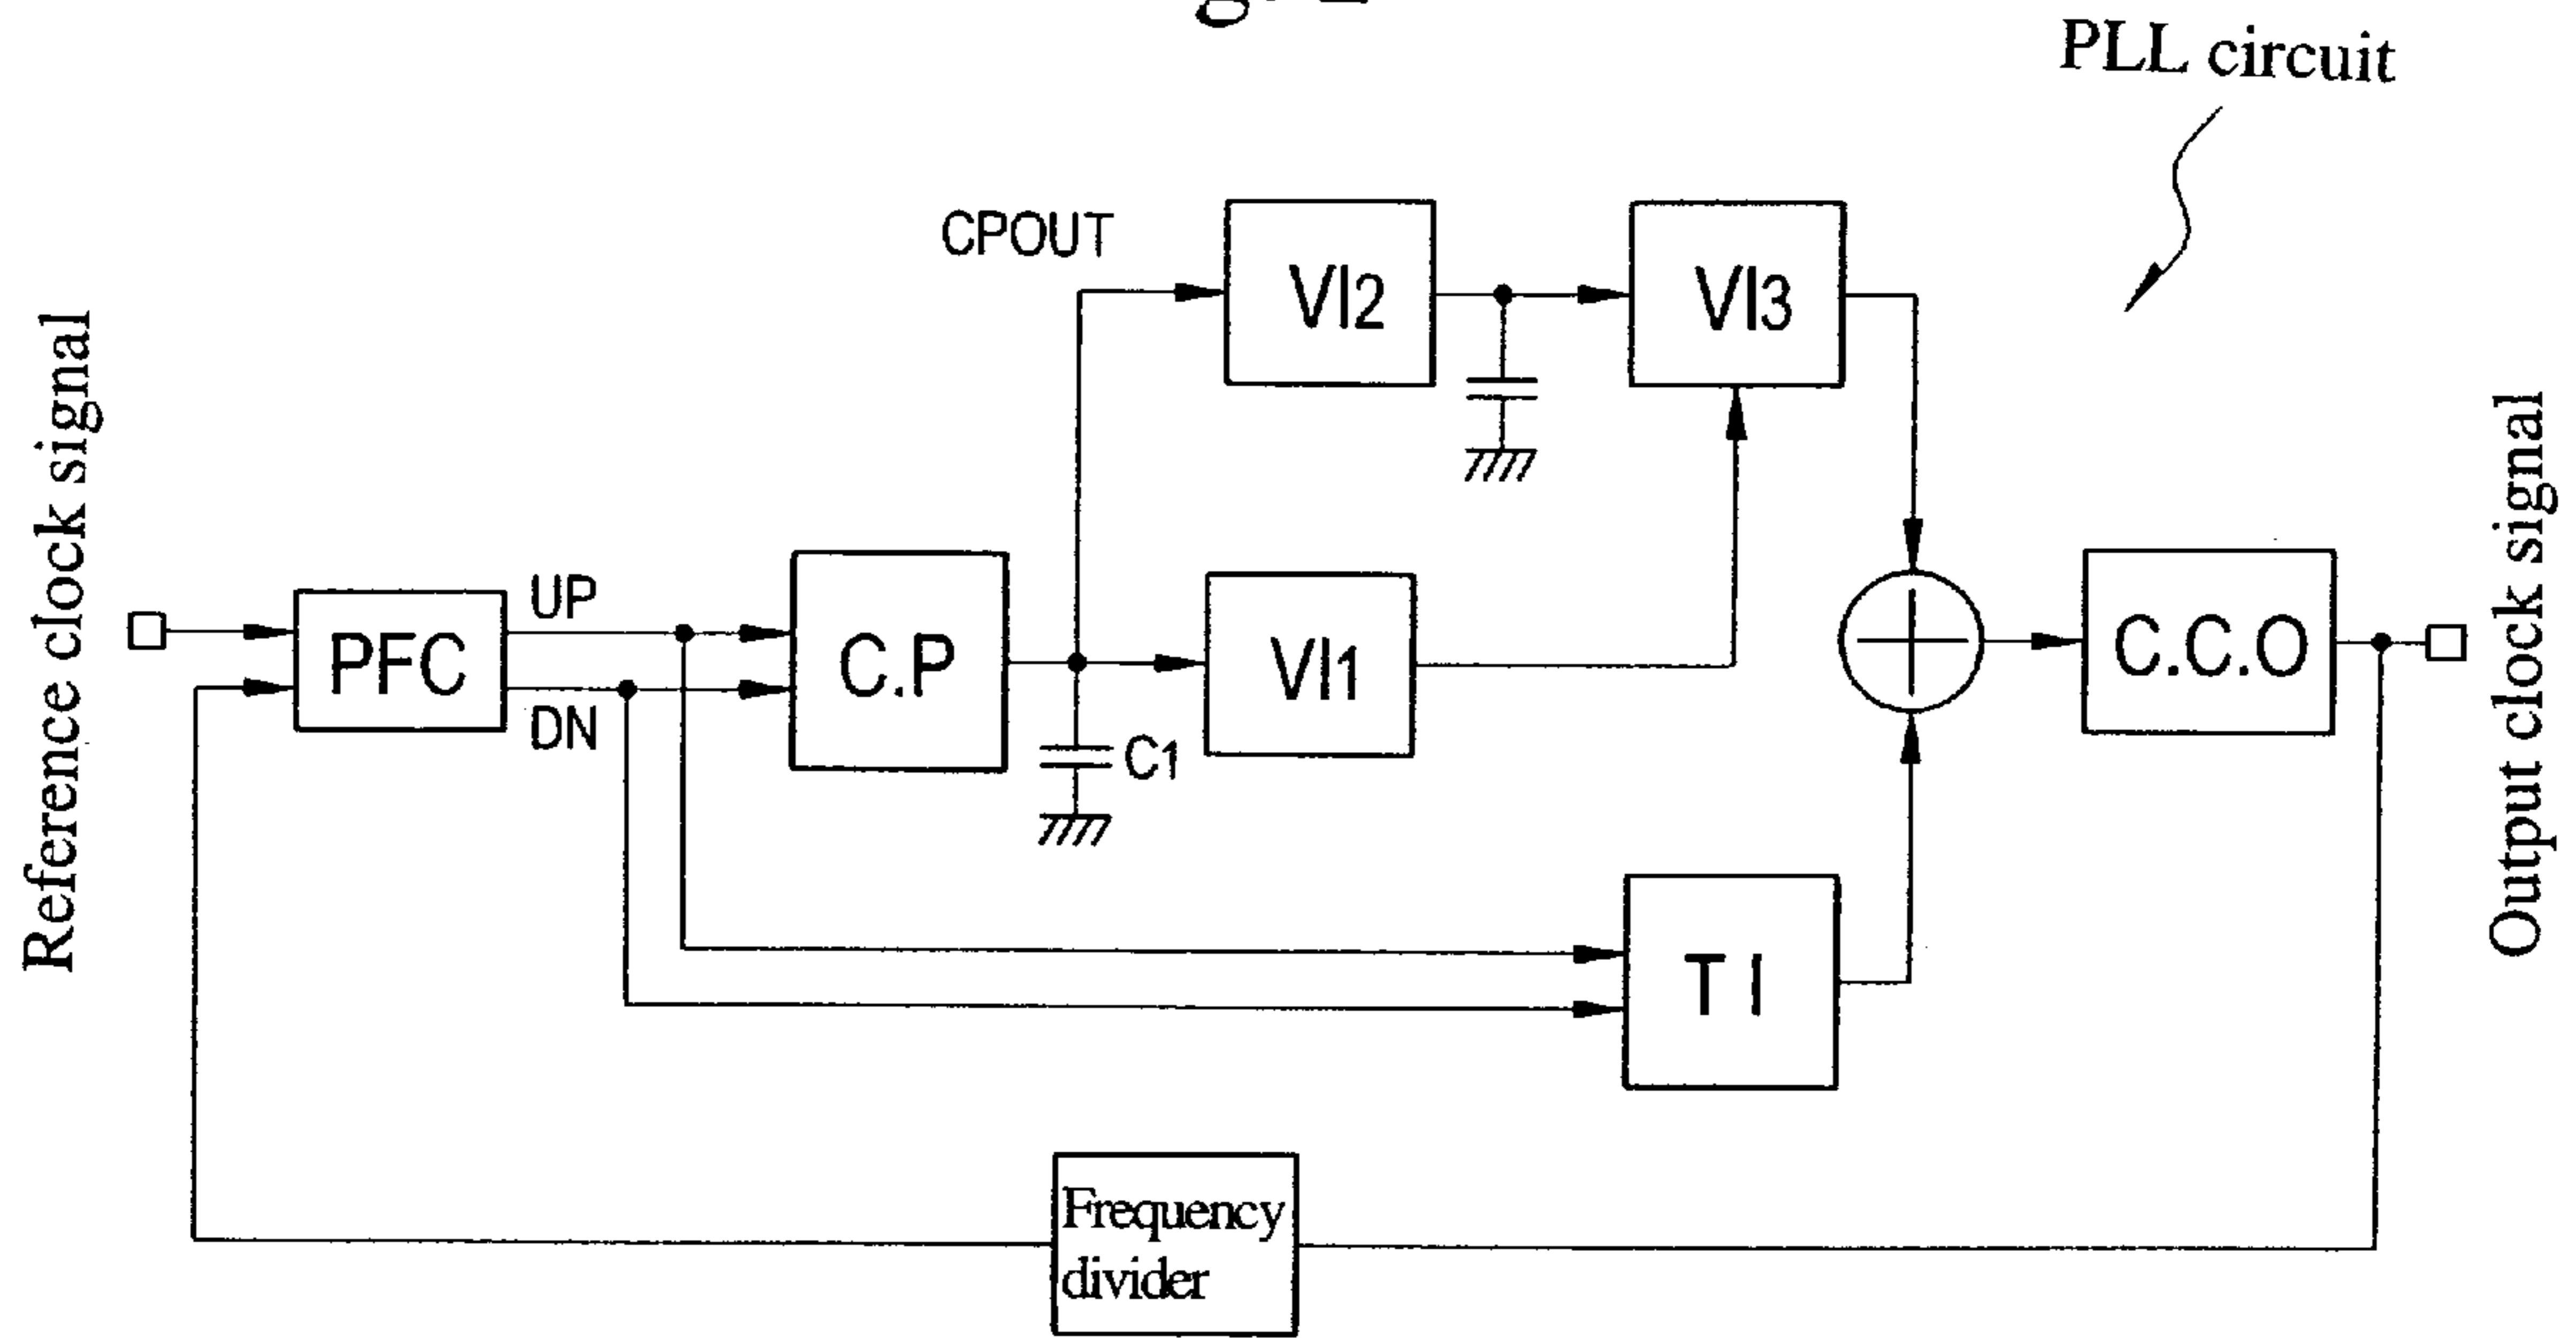 PLL circuit
CPOUT
VI2
VI3
Reference clock signal
PFC
UP
DN
C.P
VI1
C1
C.C.O
Output clock signal
T I
Frequency
divider